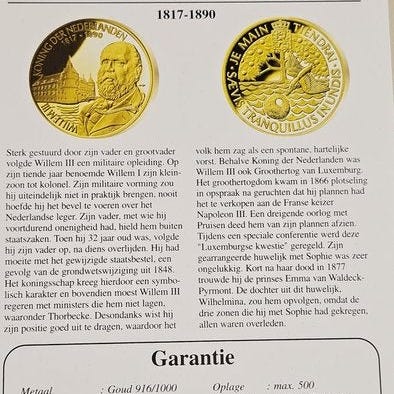 KONING DER NEDERLANDEN
1817 - 1890
WILLEM III
JE MAIN TIENDRAI
SAEVIS TRANQUILLUS IN UNDIS
1817-1890
Sterk gestuurd door zijn vader en grootvader
volgde Willem III een militaire opleiding. Op
zijn tiende jaar benoemde Willem I zijn klein-
zoon tot kolonel. Zijn militaire vorming zou
hij uiteindelijk niet in praktijk brengen, nooit
hoefde hij het bevel te voeren over het
Nederlandse leger. Zijn vader, met wie hij
voortdurend onenigheid had, hield hem buiten
staatszaken. Toen hij 32 jaar oud was, volgde
hij zijn vader op, na diens overlijden. Hij had
moeite met het gewijzigde staatsbestel, een
gevolg van de grondwetswijziging uit 1848.
Het koningsschap kreeg hierdoor een symbo-
lisch karakter en bovendien moest Willem III
regeren met ministers die hem niet lagen,
waaronder Thorbecke. Desondanks wist hij
zijn positie goed uit te dragen, waardoor het
volk hem zag als een spontane, hartelijke
vorst. Behalve Koning der Nederlanden was
Willem III ook Groothertog van Luxemburg.
Het groothertogdom kwam in 1866 plotseling
in opspraak na geruchten dat hij plannen had
het te verkopen aan de Franse keizer
Napoleon III. Een dreigende oorlog met
Pruisen deed hem van zijn plannen afzien.
Tijdens een speciale conferentie werd deze
"Luxemburgse kwestie" geregeld. Zijn
gearrangeerde huwelijk met Sophie was zeer
ongelukkig. Kort na haar dood in 1877
trouwde hij de prinses Emma van Waldeck-
Pyrmont. De dochter uit dit huwelijk,
Wilhelmina, zou hem opvolgen, omdat de
drie zonen die hij met Sophie had gekregen,
allen waren overleden.
Garantie
Metaal : Goud 916/1000 Oplage : max. 500